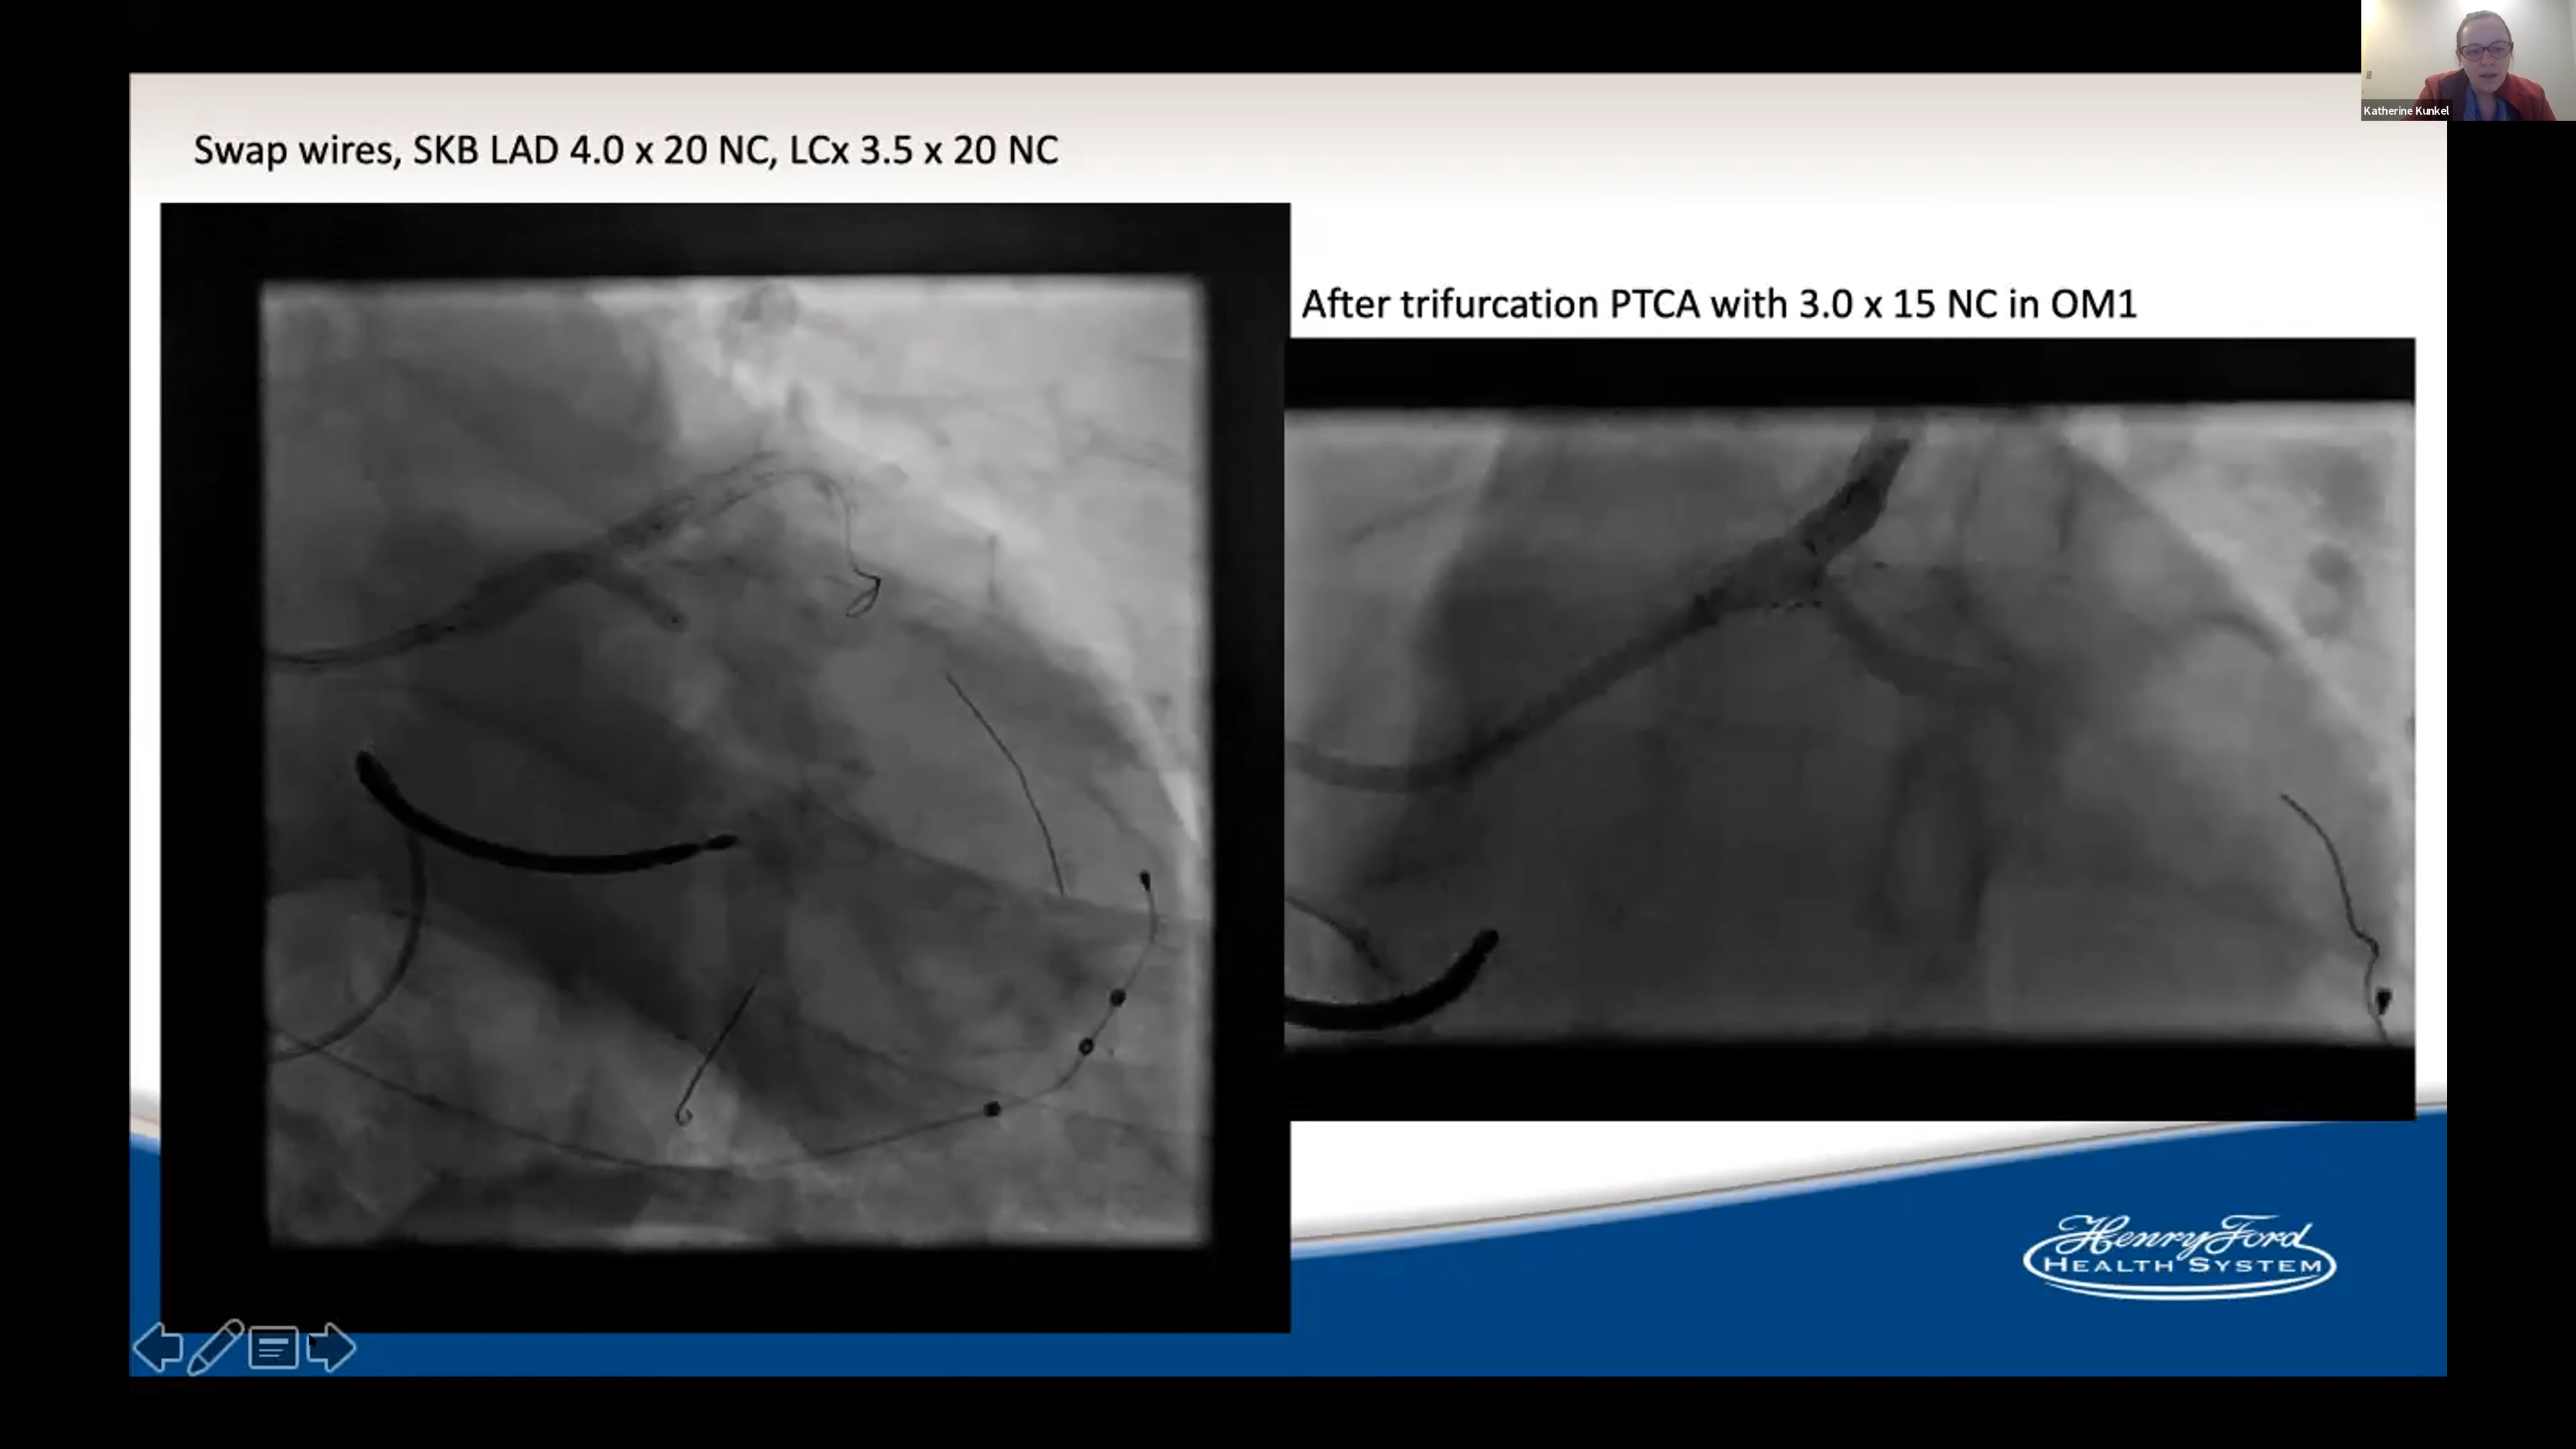 Katherine Kunkel
Swap wires, SKB LAD 4.0 x 20 NC, LCx 3.5 x 20 NC
After trifurcation PTCA with 3.0 x 15 NC in OM1
Henry Ford
HEALTH SYSTEM